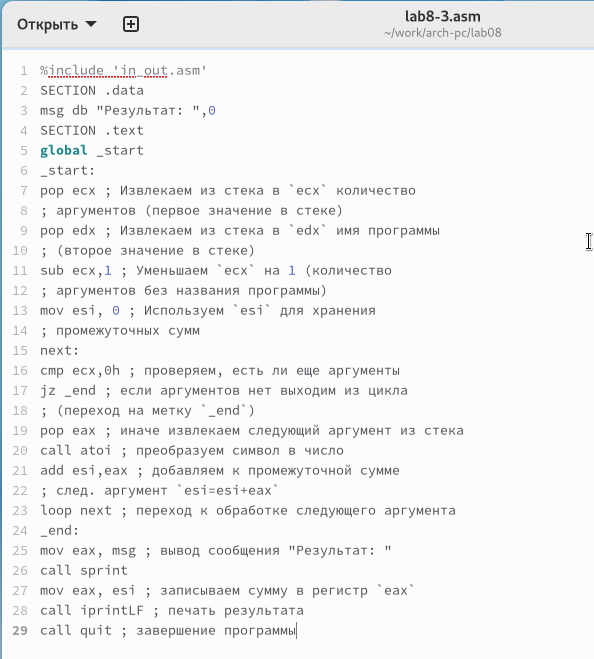 Открыть
lab8-3.asm
~/work/arch-pc/lab08
1 %include 'in_out.asm'
2 SECTION .data
3 msg db "Результат: ",0
4 SECTION .text
5 global _start
6 _start:
7 pop ecx ; Извлекаем из стека в `ecx` количество
8 ; аргументов (первое значение в стеке)
9 pop edx ; Извлекаем из стека в `edx` имя программы
10 ; (второе значение в стеке)
11 sub ecx,1 ; Уменьшаем `ecx` на 1 (количество
12 ; аргументов без названия программы)
13 mov esi, 0 ; Используем `esi` для хранения
14 ; промежуточных сумм
15 next:
16 cmp ecx,0h ; проверяем, есть ли еще аргументы
17 jz _end ; если аргументов нет выходим из цикла
18 ; (переход на метку `_end`)
19 pop eax ; иначе извлекаем следующий аргумент из стека
20 call atoi ; преобразуем символ в число
21 add esi,eax ; добавляем к промежуточной сумме
22 ; след. аргумент `esi=esi+eax`
23 loop next ; переход к обработке следующего аргумента
24 _end:
25 mov eax, msg ; вывод сообщения "Результат: "
26 call sprint
27 mov eax, esi ; записываем сумму в регистр `eax`
28 call iprintLF ; печать результата
29 call quit ; завершение программы